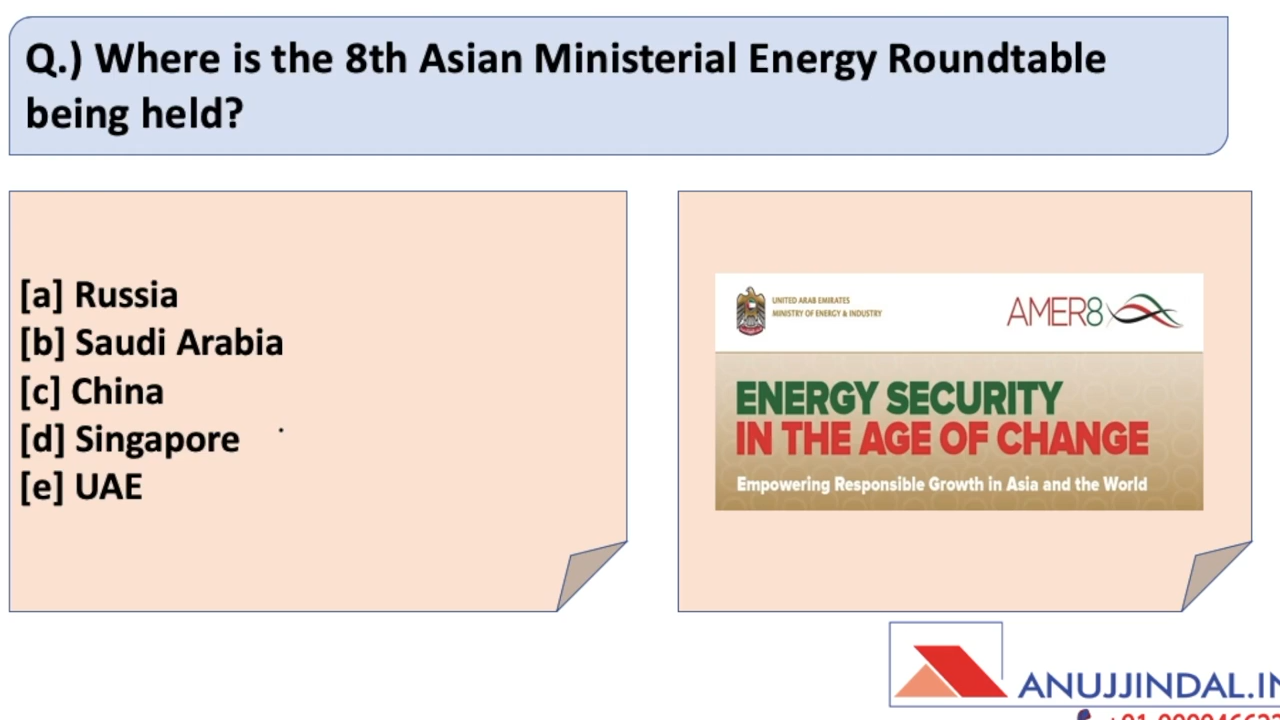 Q.) Where is the 8th Asian Ministerial Energy Roundtable
being held?
[a] Russia
[b] Saudi Arabia
[c] China
[d] Singapore
[e] UAE
UNITED ARAB EMIRATES
MINISTRY OF ENERGY & INDUSTRY
AMER8
ENERGY SECURITY
IN THE AGE OF CHANGE
Empowering Responsible Growth in Asia and the World
ANUJJINDAL.IN